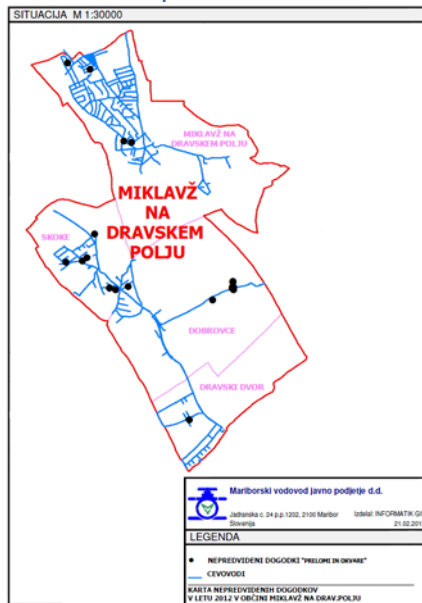 SITUACIJA M 1:30000
MIKLAVŽ NA
DRAVSKEM POLJU
MIKLAVŽ
NA
DRAVSKEM
POLJU
SKOKE
DOBROVCE
DRAVSKI DVOR
Mariborski vodovod javno podjetje d.d.
Jadranska c. 24 p.p.1202, 2100 Maribor Izdelal: INFORMATIK GI
Slovenija 21.02.201
LEGENDA
NEPREDVIDENI DOGODKI "PRELOMI IN OKVARE"
CEVOVODI
KARTA NEPREDVIDENIH DOGODKOV
V LETU 2012 V OBČINI MIKLAVŽ NA DRAV.POLJU